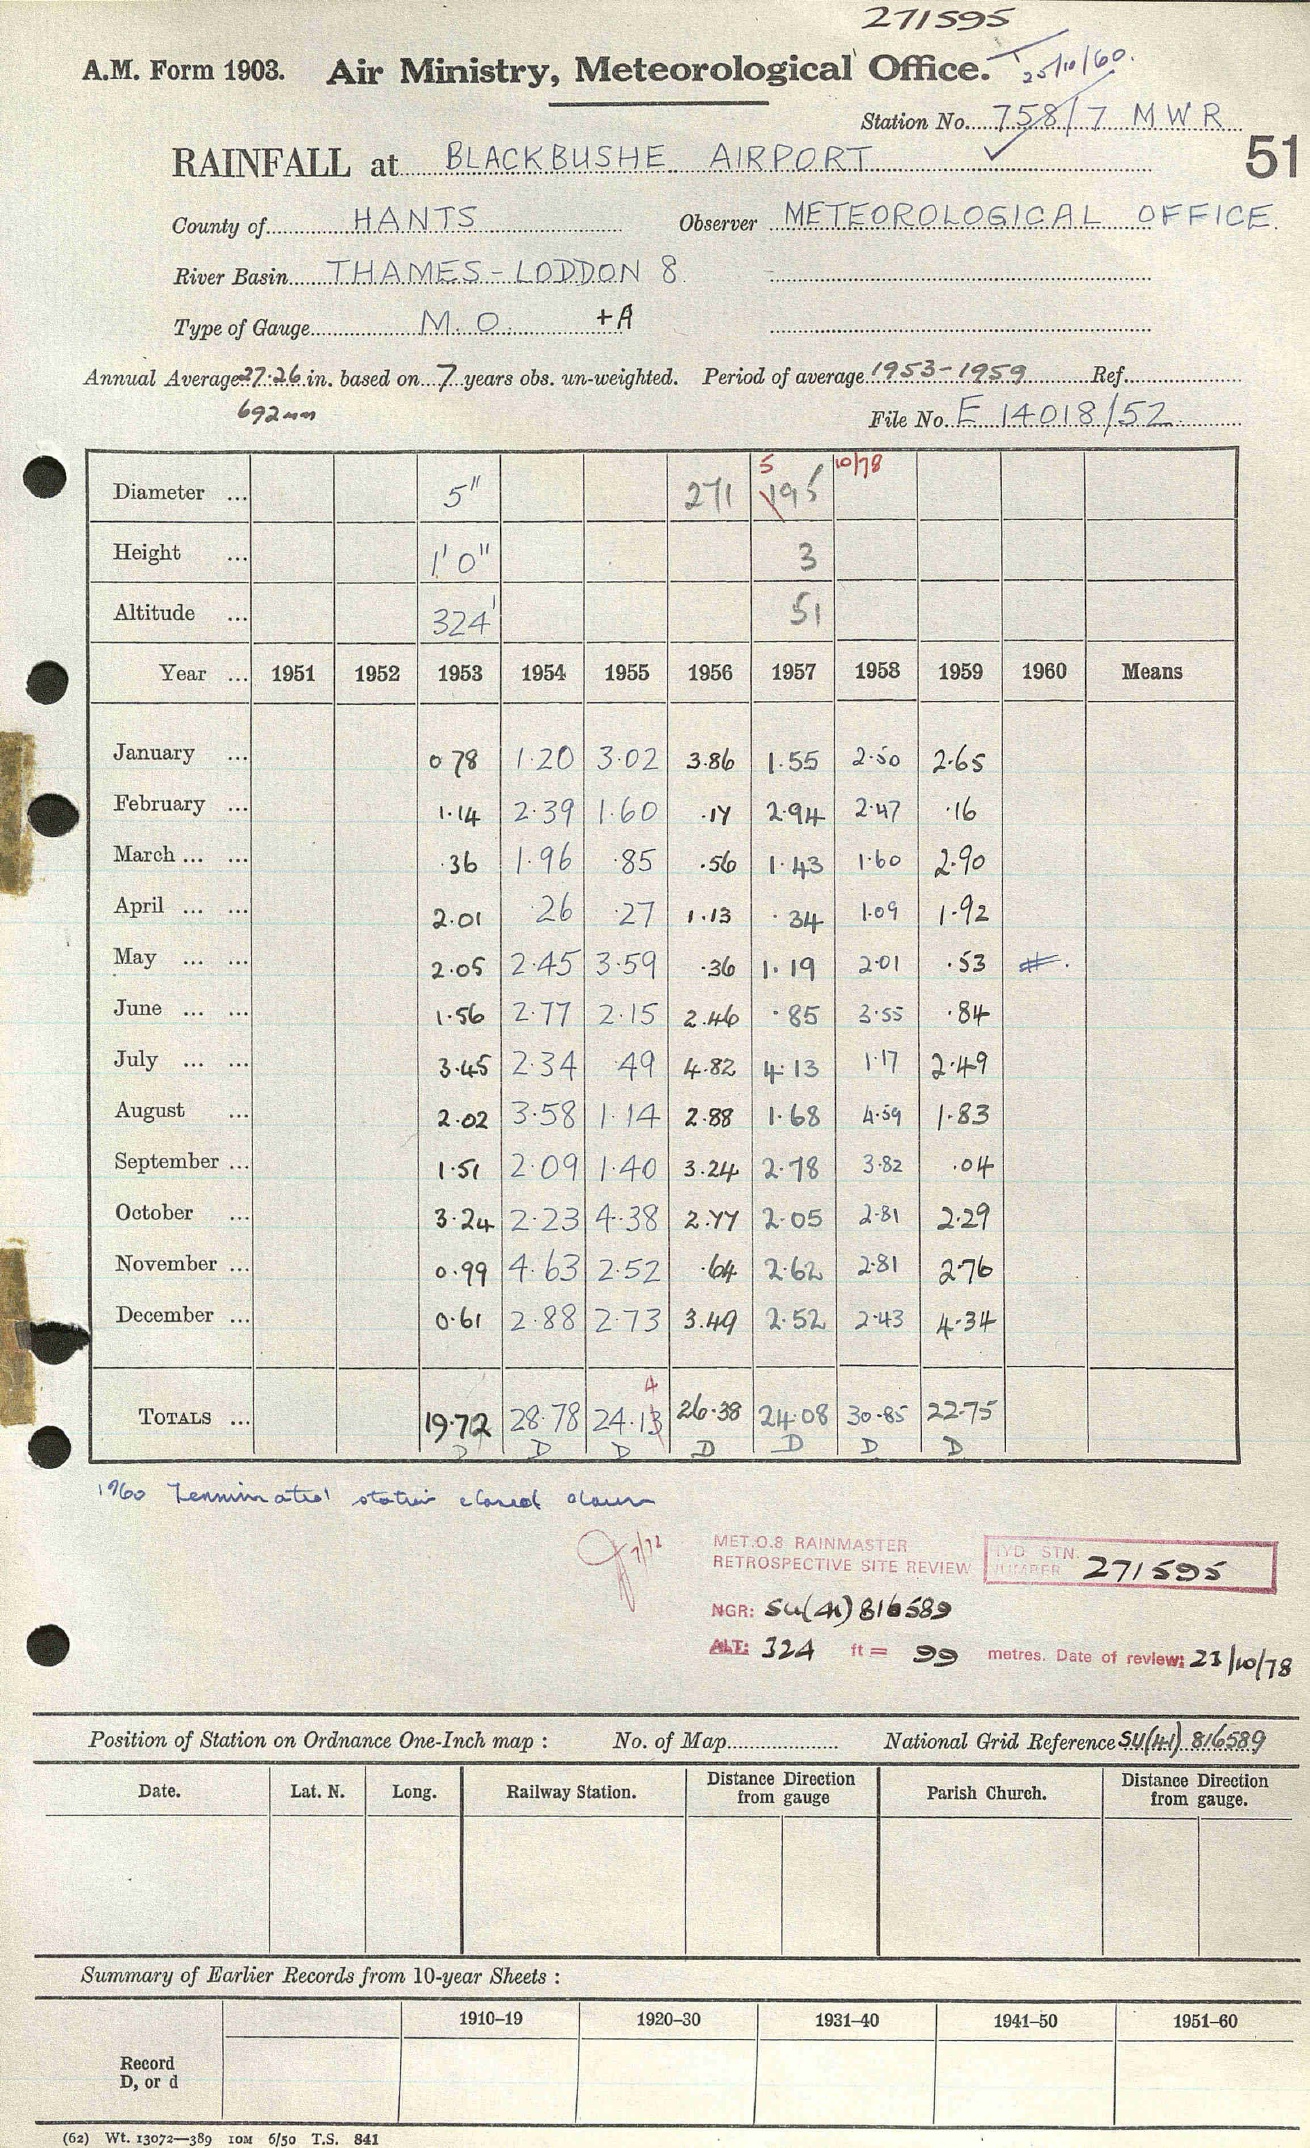 271595
A.M. Form 1903. Air Ministry, Meteorological Office.
25/10/60.
Station No. 758/7 MWR
RAINFALL at BLACKBUSHE AIRPORT
51
County of HANTS Observer METEOROLOGICAL OFFICE.
River Basin THAMES-LODDON 8.
Type of Gauge M.O. +A
Annual Average 27.26 in. based on 7 years obs. un-weighted. Period of average 1953-1959 Ref.
692mm
File No. E 14018/52
5 10/78
Diameter ... 5" 271 195
Height ... 1' 0" 3
Altitude ... 324' 51
Year ... 1951 1952 1953 1954 1955 1956 1957 1958 1959 1960 Means
January ... 0 78 1.20 3.02 3.86 1.55 2.50 2.65
February ... 1.14 2.39 1.60 .17 2.94 2.47 .16
March ... ... .36 1.96 .85 .56 1.43 1.60 2.90
April ... ... 2.01 .26 .27 1.13 .34 1.09 1.92
May ... ... 2.05 2.45 3.59 .36 1.19 2.01 .53 #.
June ... ... 1.56 2.77 2.15 2.46 .85 3.55 .84
July ... ... 3.45 2.34 .49 4.82 4.13 1.17 2.49
August ... 2.02 3.58 1.14 2.88 1.68 4.59 1.83
September ... 1.51 2.09 1.40 3.24 2.78 3.82 .04
October ... 3.24 2.23 4.38 2.77 2.05 2.81 2.29
November ... 0.99 4.63 2.52 .64 2.62 2.81 2.76
December ... 0.61 2.88 2.73 3.49 2.52 2.43 4.34
4
TOTALS ... 19.72 28.78 24.13 26.38 24.08 30.85 22.75
D D D D D D D
1960 Terminated station closed down
7/72
MET.O.8 RAINMASTER
RETROSPECTIVE SITE REVIEW
HYD. STN. NUMBER 271595
NGR: SU(41) 816589
ALT: 324 ft = 99 metres. Date of review: 23/10/78
Position of Station on Ordnance One-Inch map : No. of Map National Grid Reference SU(41) 816589
Date. Lat. N. Long. Railway Station. Distance Direction from gauge Parish Church. Distance Direction from gauge.
Summary of Earlier Records from 10-year Sheets :
1910–19 1920–30 1931–40 1941–50 1951–60
Record
D, or d
(62) Wt. 13072—389 10M 6/50 T.S. 841